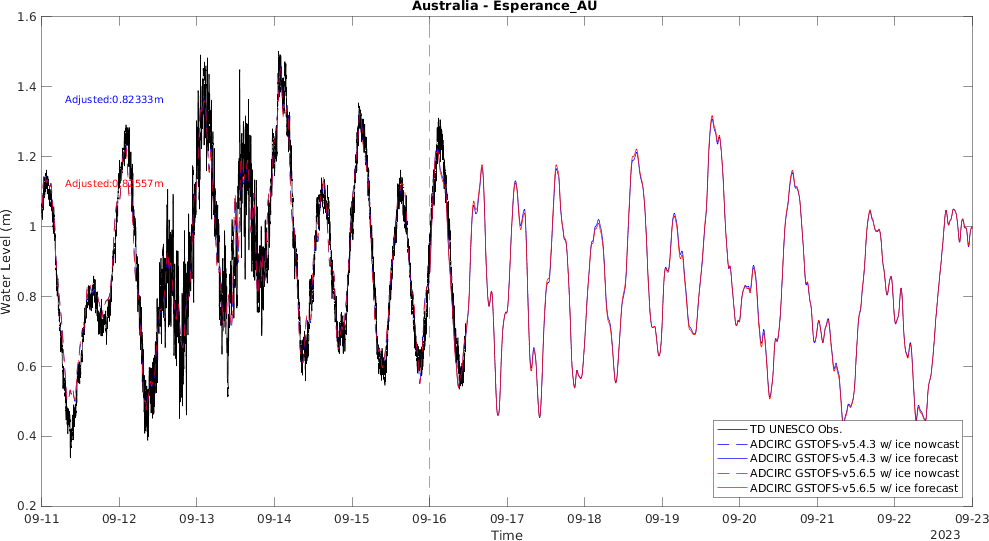 Australia - Esperance_AU
1.6
1.4
1.2
1
0.8
0.6
0.4
0.2
Water Level (m)
Adjusted:0.82333m
Adjusted:0.82557m
TD UNESCO Obs.
ADCIRC GSTOFS-v5.4.3 w/ ice nowcast
ADCIRC GSTOFS-v5.4.3 w/ ice forecast
ADCIRC GSTOFS-v5.6.5 w/ ice nowcast
ADCIRC GSTOFS-v5.6.5 w/ ice forecast
09-11 09-12 09-13 09-14 09-15 09-16 09-17 09-18 09-19 09-20 09-21 09-22 09-23
Time
2023